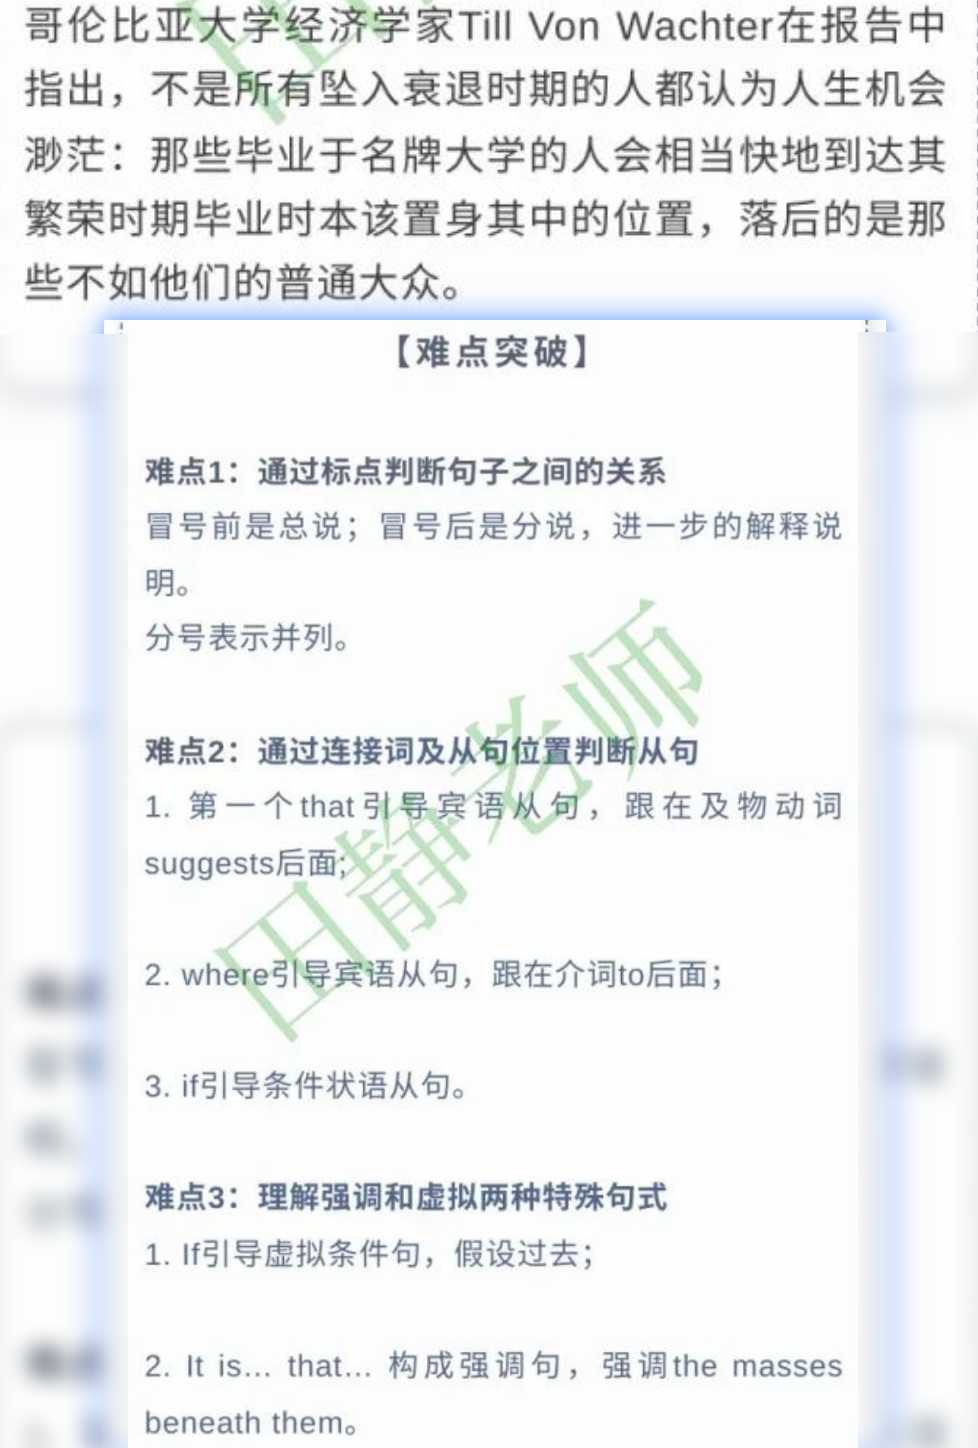 哥伦比亚大学经济学家Till Von Wachter在报告中
指出，不是所有坠入衰退时期的人都认为人生机会
渺茫：那些毕业于名牌大学的人会相当快地到达其
繁荣时期毕业时本该置身其中的位置，落后的是那
些不如他们的普通大众。
【难点突破】
难点1：通过标点判断句子之间的关系
冒号前是总说；冒号后是分说，进一步的解释说
明。
分号表示并列。
难点2：通过连接词及从句位置判断从句
1. 第一个that引导宾语从句，跟在及物动词
suggests后面;
2. where引导宾语从句，跟在介词to后面；
3. if引导条件状语从句。
难点3：理解强调和虚拟两种特殊句式
1. If引导虚拟条件句，假设过去；
2. It is... that... 构成强调句，强调the masses
beneath them。
田静老师